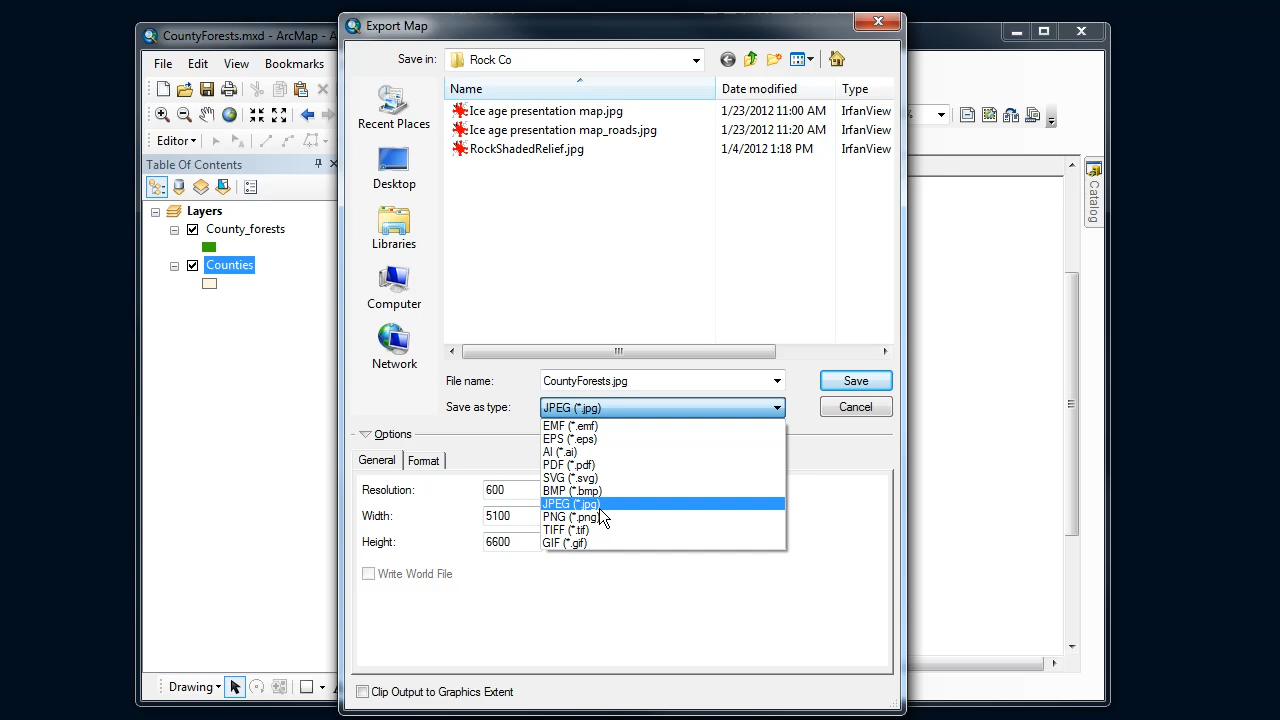 CountyForests.mxd - ArcMap - A
Export Map
File Edit View Bookmarks
Save in: Rock Co
Name Date modified Type
Ice age presentation map.jpg 1/23/2012 11:00 AM IrfanView
Ice age presentation map_roads.jpg 1/23/2012 11:20 AM IrfanView
RockShadedRelief.jpg 1/4/2012 1:18 PM IrfanView
Recent Places
Desktop
Libraries
Computer
Network
Editor
%
Table Of Contents
Layers
County_forests
Counties
Catalog
File name: CountyForests.jpg Save
Save as type: JPEG (*.jpg) Cancel
EMF (*.emf)
EPS (*.eps)
AI (*.ai)
PDF (*.pdf)
SVG (*.svg)
BMP (*.bmp)
JPEG (*.jpg)
PNG (*.png)
TIFF (*.tif)
GIF (*.gif)
Options
General Format
Resolution: 600
Width: 5100
Height: 6600
Write World File
Clip Output to Graphics Extent
Drawing